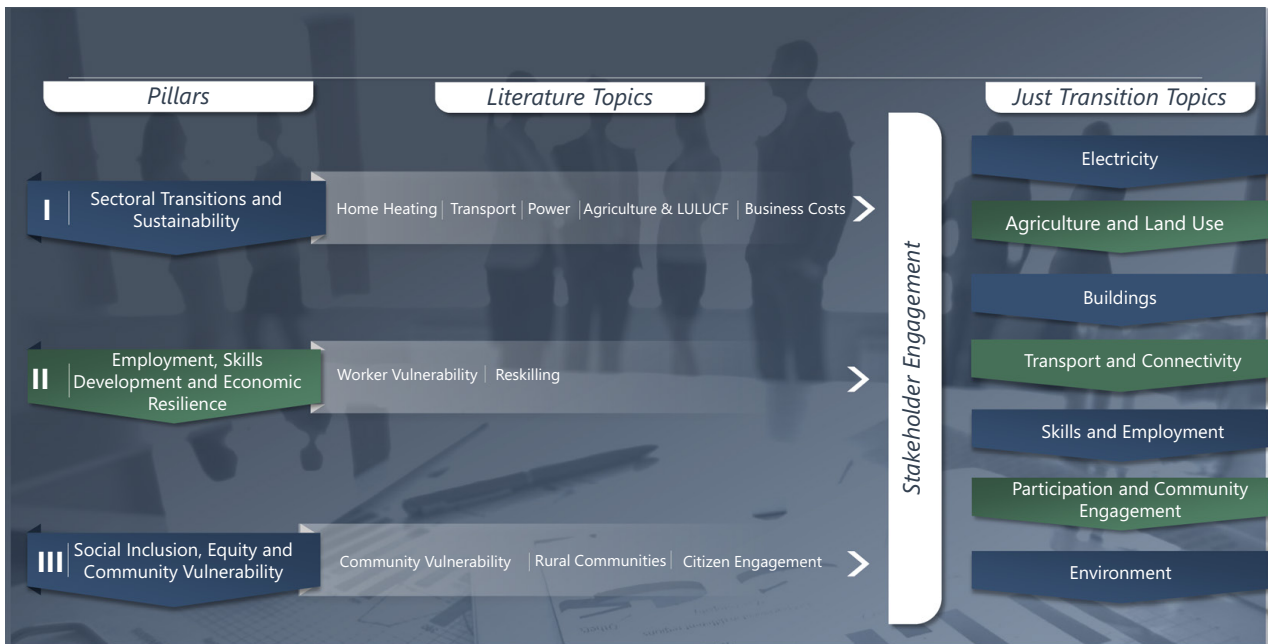 Pillars
Literature Topics
Just Transition Topics
I
Sectoral Transitions and
Sustainability
Home Heating | Transport | Power | Agriculture & LULUCF | Business Costs
II
Employment, Skills
Development and Economic
Resilience
Worker Vulnerability | Reskilling
III
Social Inclusion, Equity and
Community Vulnerability
Community Vulnerability | Rural Communities | Citizen Engagement
Stakeholder Engagement
Electricity
Agriculture and Land Use
Buildings
Transport and Connectivity
Skills and Employment
Participation and Community
Engagement
Environment